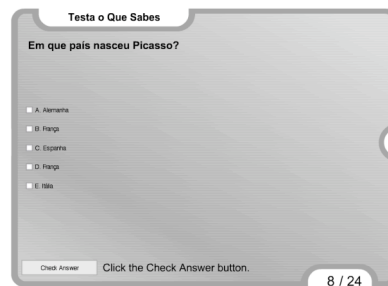 Testa o Que Sabes
Em que país nasceu Picasso?
A. Alemanha
B. França
C. Espanha
D. França
E. Itália
Check Answer
Click the Check Answer button.
8 / 24